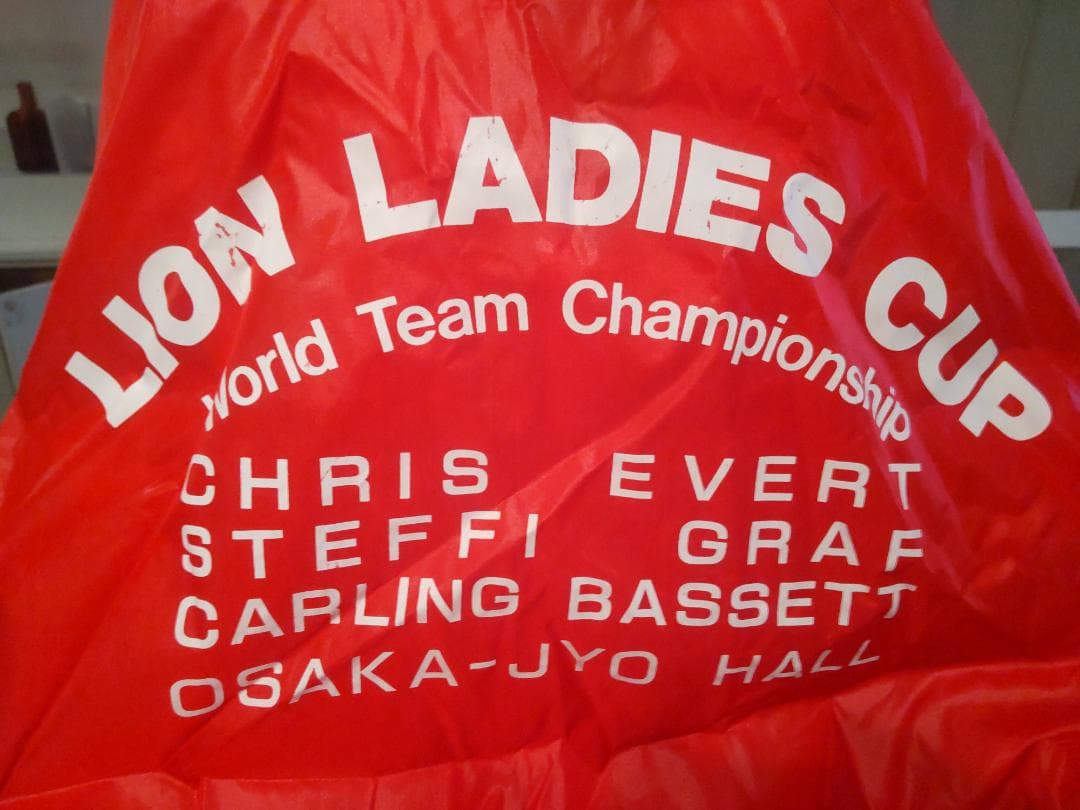 LION LADIES CUP
World Team Championship
CHRIS EVERT
STEFFI GRAF
CARLING BASSETT
OSAKA-JYO HALL